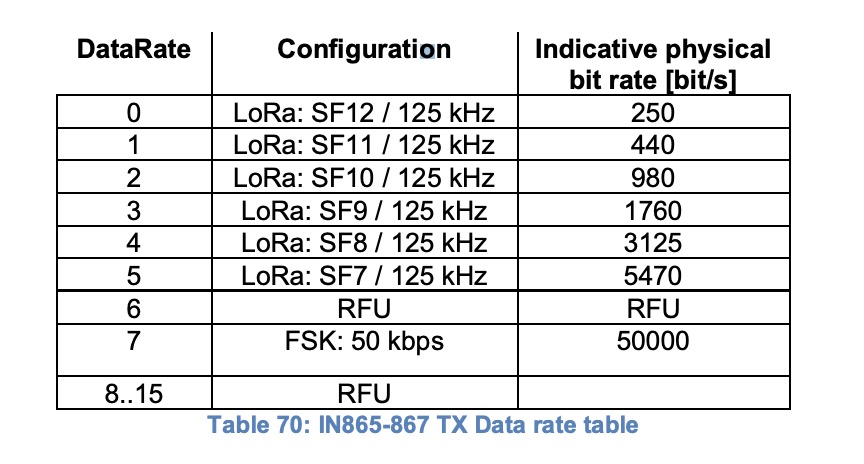 DataRate Configuration Indicative physical
bit rate [bit/s]
0 LoRa: SF12 / 125 kHz 250
1 LoRa: SF11 / 125 kHz 440
2 LoRa: SF10 / 125 kHz 980
3 LoRa: SF9 / 125 kHz 1760
4 LoRa: SF8 / 125 kHz 3125
5 LoRa: SF7 / 125 kHz 5470
6 RFU RFU
7 FSK: 50 kbps 50000
8..15 RFU
Table 70: IN865-867 TX Data rate table